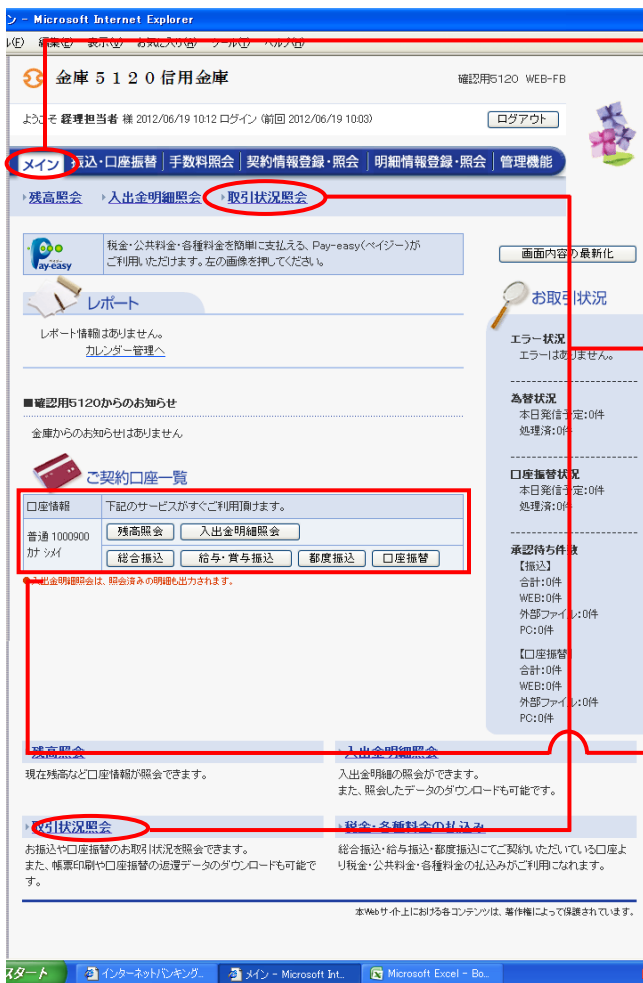 ン - Microsoft Internet Explorer
編集(E) 表示(V) お気に入り(A) ツール(T) ヘルプ(H)
金庫5120信用金庫
確認用5120 WEB-FB
ようこそ 経理担当者 様 2012/06/19 10:12 ログイン (前回 2012/06/19 10:03)
ログアウト
メイン 振込・口座振替 手数料照会 契約情報登録・照会 明細情報登録・照会 管理機能
残高照会 入出金明細照会 取引状況照会
Pay-easy
税金・公共料金・各種料金を簡単に支払える、Pay-easy(ペイジー)が
ご利用いただけます。左の画像を押してください。
画面内容の最新化
レポート
レポート情報はありません。
カレンダー管理へ
お取引状況
エラー状況
エラーはありません。
為替状況
本日発信予定:0件
処理済:0件
口座振替状況
本日発信予定:0件
処理済:0件
承認待ち件数
【振込】
合計:0件
WEB:0件
外部ファイル:0件
PC:0件
【口座振替】
合計:0件
WEB:0件
外部ファイル:0件
PC:0件
■確認用5120からのお知らせ
金庫からのお知らせはありません
ご契約口座一覧
口座情報 下記のサービスがすぐご利用頂けます。
普通 1000900
カナ シメイ
残高照会 入出金明細照会
総合振込 給与・賞与振込 都度振込 口座振替
●入出金明細照会は、照会済みの明細も出力されます。
残高照会
現在残高など口座情報が照会できます。
入出金明細照会
入出金明細の照会ができます。
また、照会したデータのダウンロードも可能です。
取引状況照会
お振込や口座振替のお取引状況を照会できます。
また、帳票印刷や口座振替の返還データのダウンロードも可能で
す。
税金・各種料金の払込み
総合振込・給与振込・都度振込にてご契約いただいている口座よ
り税金・公共料金・各種料金の払込みがご利用になれます。
本Webサイト上における各コンテンツは、著作権によって保護されています。
スタート インターネットバンキング... メイン - Microsoft Int... Microsoft Excel - Bo...